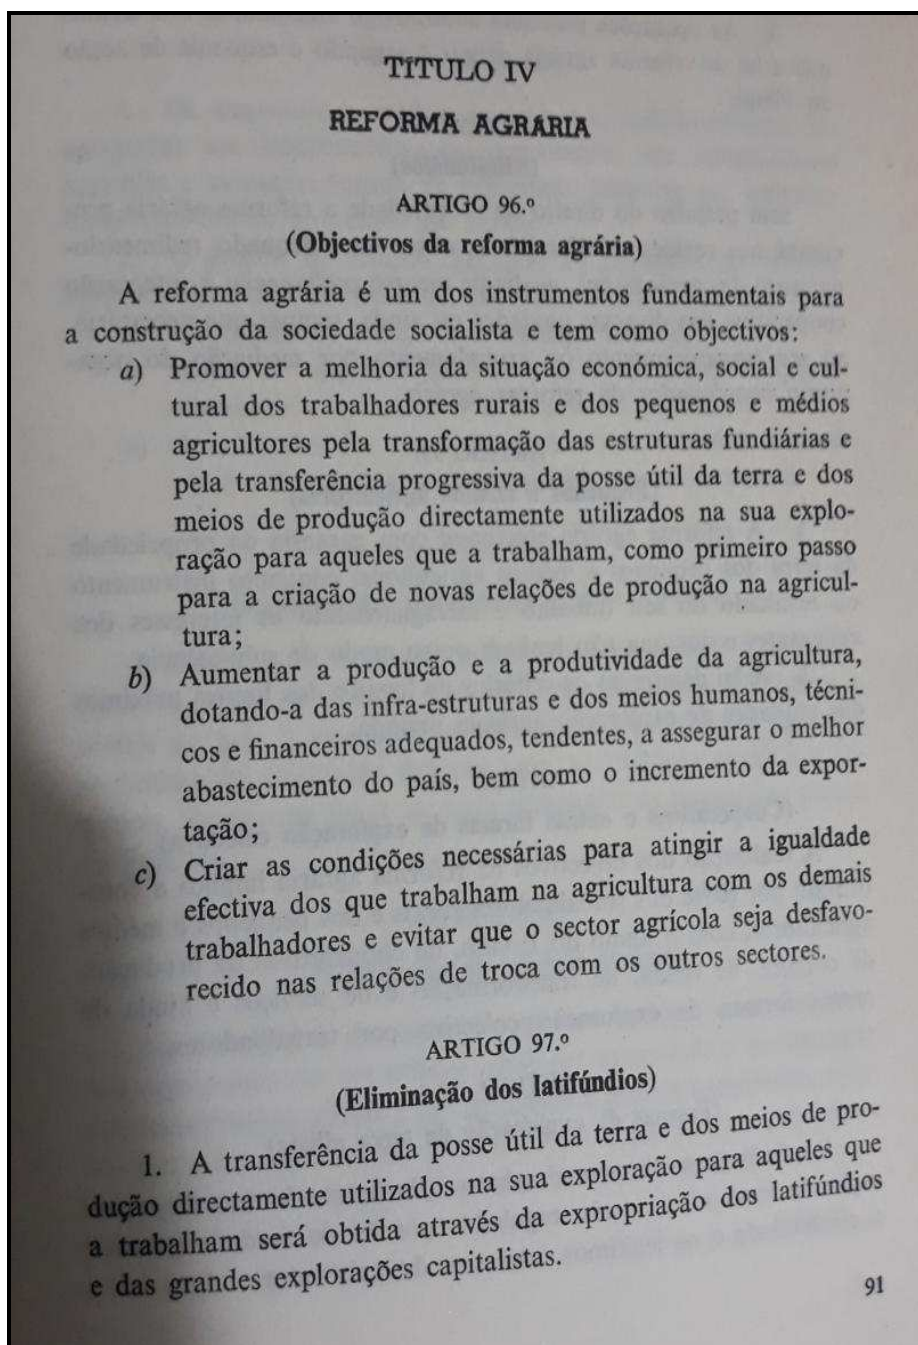 TÍTULO IV
REFORMA AGRÁRIA
ARTIGO 96.º
(Objectivos da reforma agrária)
A reforma agrária é um dos instrumentos fundamentais para
a construção da sociedade socialista e tem como objectivos:
a) Promover a melhoria da situação económica, social e cul-
tural dos trabalhadores rurais e dos pequenos e médios
agricultores pela transformação das estruturas fundiárias e
pela transferência progressiva da posse útil da terra e dos
meios de produção directamente utilizados na sua explo-
ração para aqueles que a trabalham, como primeiro passo
para a criação de novas relações de produção na agricul-
tura;
b) Aumentar a produção e a produtividade da agricultura,
dotando-a das infra-estruturas e dos meios humanos, técni-
cos e financeiros adequados, tendentes, a assegurar o melhor
abastecimento do país, bem como o incremento da expor-
tação;
c) Criar as condições necessárias para atingir a igualdade
efectiva dos que trabalham na agricultura com os demais
trabalhadores e evitar que o sector agrícola seja desfavo-
recido nas relações de troca com os outros sectores.
ARTIGO 97.º
(Eliminação dos latifúndios)
1. A transferência da posse útil da terra e dos meios de pro-
dução directamente utilizados na sua exploração para aqueles que
a trabalham será obtida através da expropriação dos latifúndios
e das grandes explorações capitalistas.
91